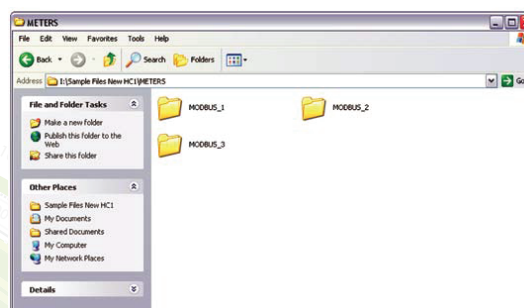 METERS
File Edit View Favorites Tools Help
Back Search Folders
Address I:\Sample Files New HC1\METERS Go
File and Folder Tasks
Make a new folder
Publish this folder to the
Web
Share this folder
Other Places
Sample Files New HC1
My Documents
Shared Documents
My Computer
My Network Places
Details
MODBUS_1 MODBUS_2
MODBUS_3